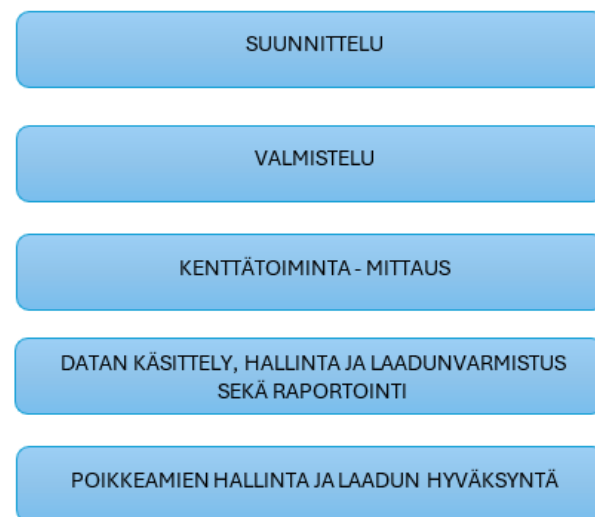 SUUNNITTELU
VALMISTELU
KENTTÄTOIMINTA - MITTAUS
DATAN KÄSITTELY, HALLINTA JA LAADUNVARMISTUS
SEKÄ RAPORTOINTI
POIKKEAMIEN HALLINTA JA LAADUN HYVÄKSYNTÄ